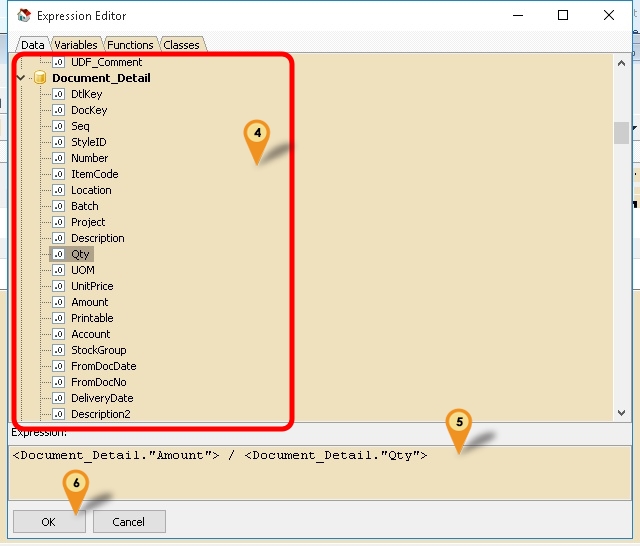 Expression Editor
Data Variables Functions Classes
UDF_Comment
Document_Detail
DtlKey
DocKey
Seq
StyleID
Number
ItemCode
Location
Batch
Project
Description
Qty
UOM
UnitPrice
Amount
Printable
Account
StockGroup
FromDocDate
FromDocNo
DeliveryDate
Description2
4
Expression:
5
<Document_Detail."Amount"> / <Document_Detail."Qty">
6
OK Cancel